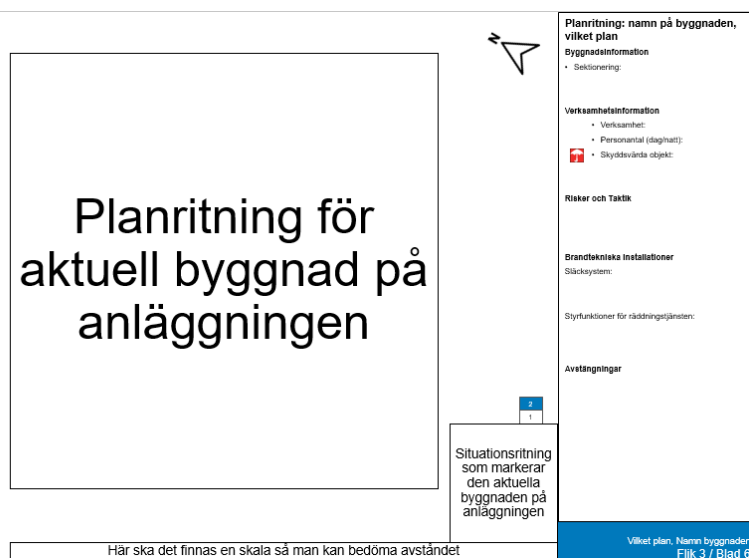 Planritning: namn på byggnaden,
vilket plan
Byggnadsinformation
• Sektionering:
Verksamhetsinformation
• Verksamhet:
• Personantal (dag/natt):
• Skyddsvärda objekt:
Risker och Taktik
Brandtekniska Installationer
Släcksystem:
Styrfunktioner för räddningstjänsten:
Avstängningar
N
Planritning för
aktuell byggnad på
anläggningen
2
1
Situationsritning
som markerar
den aktuella
byggnaden på
anläggningen
Här ska det finnas en skala så man kan bedöma avståndet
Vilket plan, Namn byggnaden
Flik 3 / Blad 6